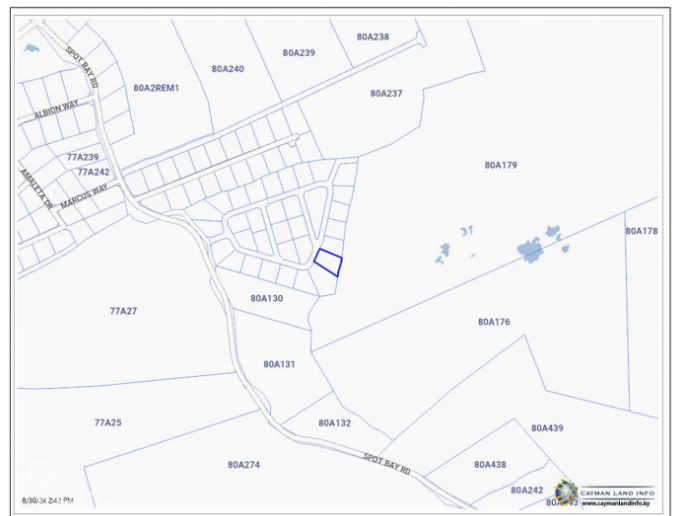 80A238
80A239
SPOT BAY RD
80A240
80A2REM1
80A237
ALBION WAY
77A239
80A179
77A242
AMALETA DR
MARCUS WAY
80A178
80A130
77A27
80A176
80A131
77A25
80A132
80A439
SPOT BAY RD
80A274
80A438
80A242
CAYMAN LAND INFO
www.caymanlandinfo.ky
8/30/24 2:42 PM